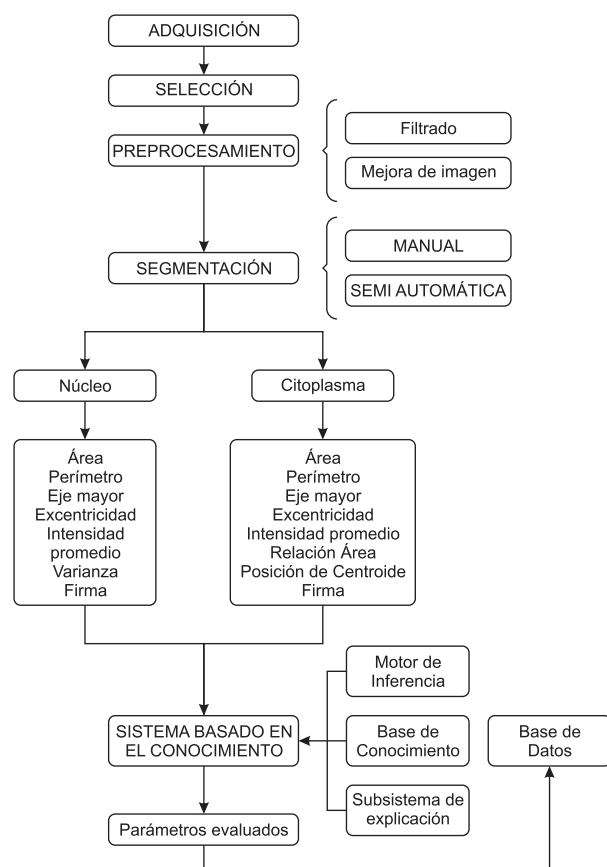 ADQUISICIÓN
SELECCIÓN
PREPROCESAMIENTO
Filtrado
Mejora de imagen
SEGMENTACIÓN
MANUAL
SEMI AUTOMÁTICA
Núcleo
Citoplasma
Área
Perímetro
Eje mayor
Excentricidad
Intensidad
promedio
Varianza
Firma
Área
Perímetro
Eje mayor
Excentricidad
Intensidad promedio
Relación Área
Posición de Centroide
Firma
SISTEMA BASADO EN
EL CONOCIMIENTO
Motor de
Inferencia
Base de
Conocimiento
Subsistema de
explicación
Base de
Datos
Parámetros evaluados